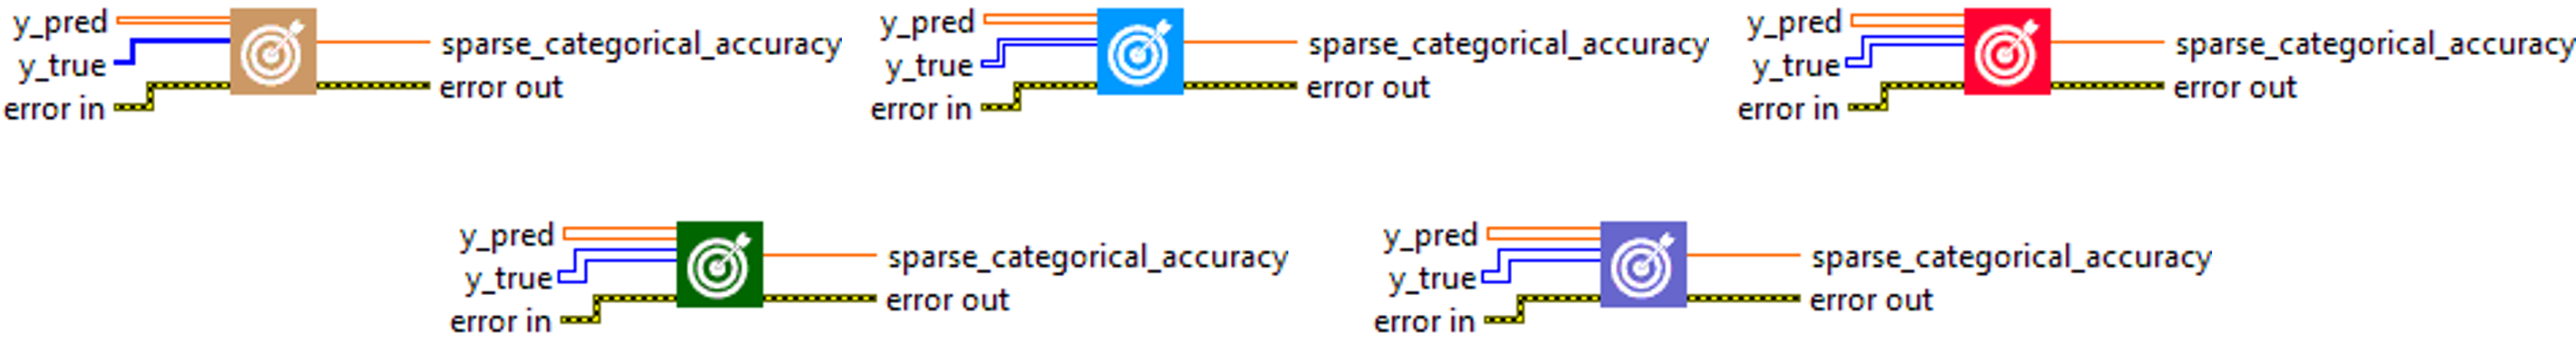 y_pred
y_true
error in
sparse_categorical_accuracy
error out
y_pred
y_true
error in
sparse_categorical_accuracy
error out
y_pred
y_true
error in
sparse_categorical_accuracy
error out
y_pred
y_true
error in
sparse_categorical_accuracy
error out
y_pred
y_true
error in
sparse_categorical_accuracy
error out